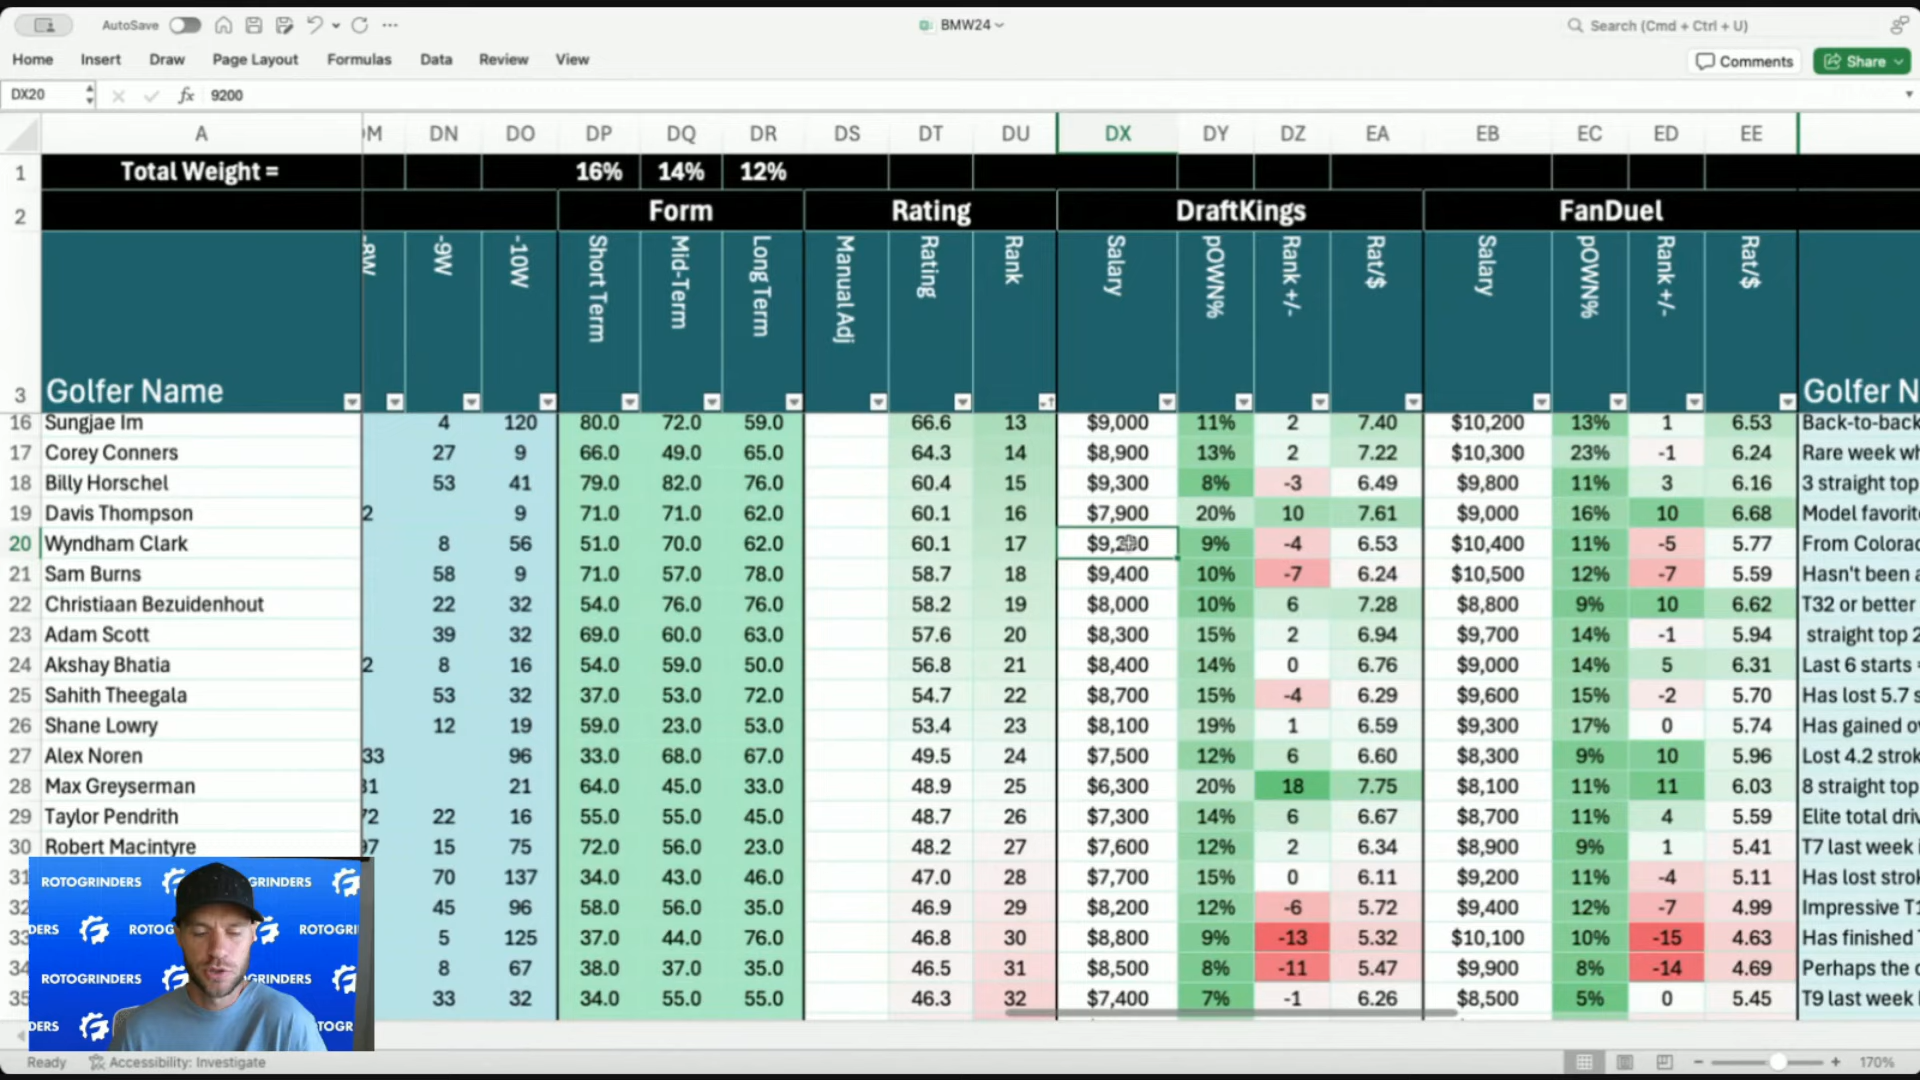 AutoSave
BMW24
Search (Cmd + Ctrl + U)
Home Insert Draw Page Layout Formulas Data Review View
Comments Share
DX20 fx 9200
A DN DO DP DQ DR DS DT DU DX DY DZ EA EB EC ED EE
1 Total Weight = 16% 14% 12%
2 Form Rating DraftKings FanDuel
3 Golfer Name -8W -9W -10W Short Term Mid-Term Long Term Manual Adj Rating Rank Salary pOWN% Rank +/- Rat/$ Salary pOWN% Rank +/- Rat/$ Golfer N
16 Sungjae Im 4 120 80.0 72.0 59.0 66.6 13 $9,000 11% 2 7.40 $10,200 13% 1 6.53 Back-to-back
17 Corey Conners 27 9 66.0 49.0 65.0 64.3 14 $8,900 13% 2 7.22 $10,300 23% -1 6.24 Rare week wh
18 Billy Horschel 53 41 79.0 82.0 76.0 60.4 15 $9,300 8% -3 6.49 $9,800 11% 3 6.16 3 straight top
19 Davis Thompson 2 9 71.0 71.0 62.0 60.1 16 $7,900 20% 10 7.61 $9,000 16% 10 6.68 Model favorit
20 Wyndham Clark 8 56 51.0 70.0 62.0 60.1 17 $9,200 9% -4 6.53 $10,400 11% -5 5.77 From Colorad
21 Sam Burns 58 9 71.0 57.0 78.0 58.7 18 $9,400 10% -7 6.24 $10,500 12% -7 5.59 Hasn't been a
22 Christiaan Bezuidenhout 22 32 54.0 76.0 76.0 58.2 19 $8,000 10% 6 7.28 $8,800 9% 10 6.62 T32 or better
23 Adam Scott 39 32 69.0 60.0 63.0 57.6 20 $8,300 15% 2 6.94 $9,700 14% -1 5.94 straight top 2
24 Akshay Bhatia 2 8 16 54.0 59.0 50.0 56.8 21 $8,400 14% 0 6.76 $9,000 14% 5 6.31 Last 6 starts =
25 Sahith Theegala 53 32 37.0 53.0 72.0 54.7 22 $8,700 15% -4 6.29 $9,600 15% -2 5.70 Has lost 5.7 s
26 Shane Lowry 12 19 59.0 23.0 53.0 53.4 23 $8,100 19% 1 6.59 $9,300 17% 0 5.74 Has gained ov
27 Alex Noren 33 96 33.0 68.0 67.0 49.5 24 $7,500 12% 6 6.60 $8,300 9% 10 5.96 Lost 4.2 strok
28 Max Greyserman 31 21 64.0 45.0 33.0 48.9 25 $6,300 20% 18 7.75 $8,100 11% 11 6.03 8 straight top
29 Taylor Pendrith 72 22 16 55.0 55.0 45.0 48.7 26 $7,300 14% 6 6.67 $8,700 11% 4 5.59 Elite total driv
30 Robert Macintyre 97 15 75 72.0 56.0 23.0 48.2 27 $7,600 12% 2 6.34 $8,900 9% 1 5.41 T7 last week i
31 70 137 34.0 43.0 46.0 47.0 28 $7,700 15% 0 6.11 $9,200 11% -4 5.11 Has lost strok
32 45 96 58.0 56.0 35.0 46.9 29 $8,200 12% -6 5.72 $9,400 12% -7 4.99 Impressive T1
33 5 125 37.0 44.0 76.0 46.8 30 $8,800 9% -13 5.32 $10,100 10% -15 4.63 Has finished T
34 8 67 38.0 37.0 35.0 46.5 31 $8,500 8% -11 5.47 $9,900 8% -14 4.69 Perhaps the c
35 33 32 34.0 55.0 55.0 46.3 32 $7,400 7% -1 6.26 $8,500 5% 0 5.45 T9 last week
ROTOGRINDERS GRINDERS
DERS ROTOG ROTOGRI
ROTOGRINDERS GRINDERS
DERS TOGR
Ready Accessibility: Investigate 170%